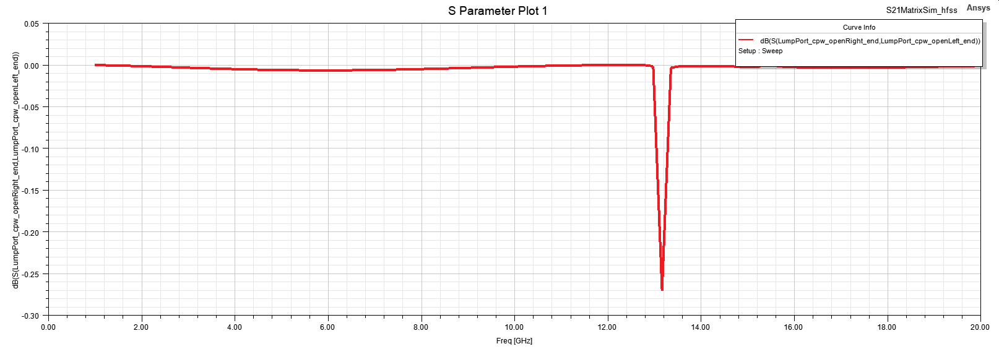 S Parameter Plot 1
S21MatrixSim_hfss
Ansys
Curve Info
dB(S(LumpPort_cpw_openRight_end,LumpPort_cpw_openLeft_end))
Setup : Sweep
dB(S(LumpPort_cpw_openRight_end,LumpPort_cpw_openLeft_end))
0.05
0.00
-0.05
-0.10
-0.15
-0.20
-0.25
-0.30
0.00 2.00 4.00 6.00 8.00 10.00 12.00 14.00 16.00 18.00 20.00
Freq [GHz]